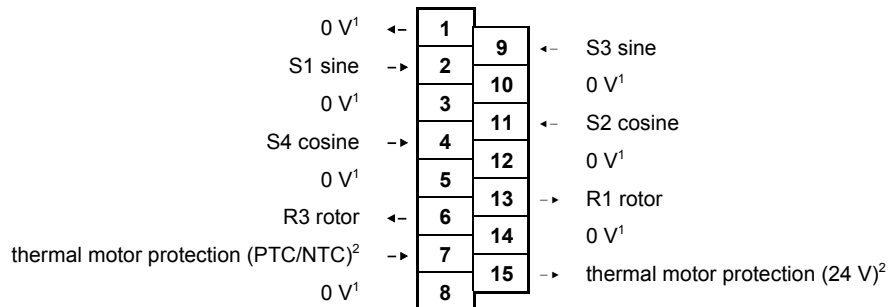 0 V¹ 1
9 S3 sine
S1 sine 2
10 0 V¹
0 V¹ 3
11 S2 cosine
S4 cosine 4
12 0 V¹
0 V¹ 5
13 R1 rotor
R3 rotor 6
14 0 V¹
thermal motor protection (PTC/NTC)² 7
15 thermal motor protection (24 V)²
0 V¹ 8